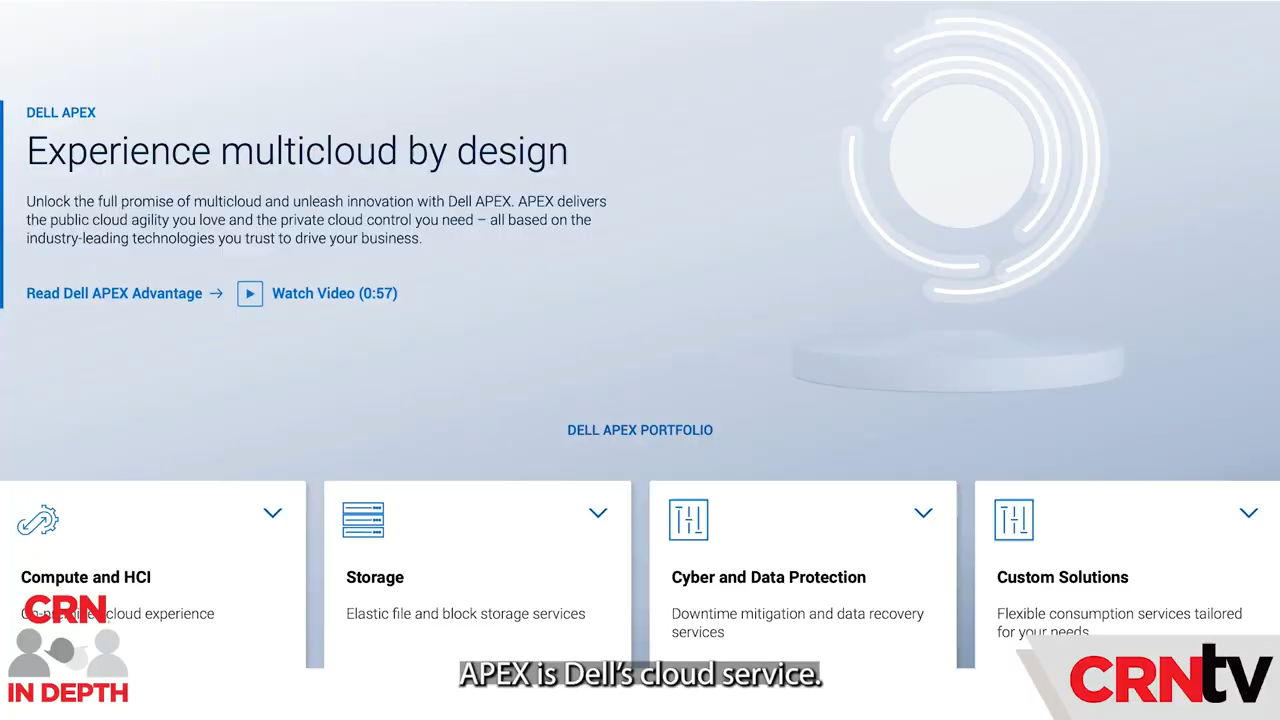 DELL APEX
Experience multicloud by design
Unlock the full promise of multicloud and unleash innovation with Dell APEX. APEX delivers
the public cloud agility you love and the private cloud control you need – all based on the
industry-leading technologies you trust to drive your business.
Read Dell APEX Advantage → Watch Video (0:57)
DELL APEX PORTFOLIO
Compute and HCI
cloud experience
Storage
Elastic file and block storage services
Cyber and Data Protection
Downtime mitigation and data recovery
services
Custom Solutions
Flexible consumption services tailored
for your needs
CRN
IN DEPTH
APEX is Dell's cloud service.
CRNtv